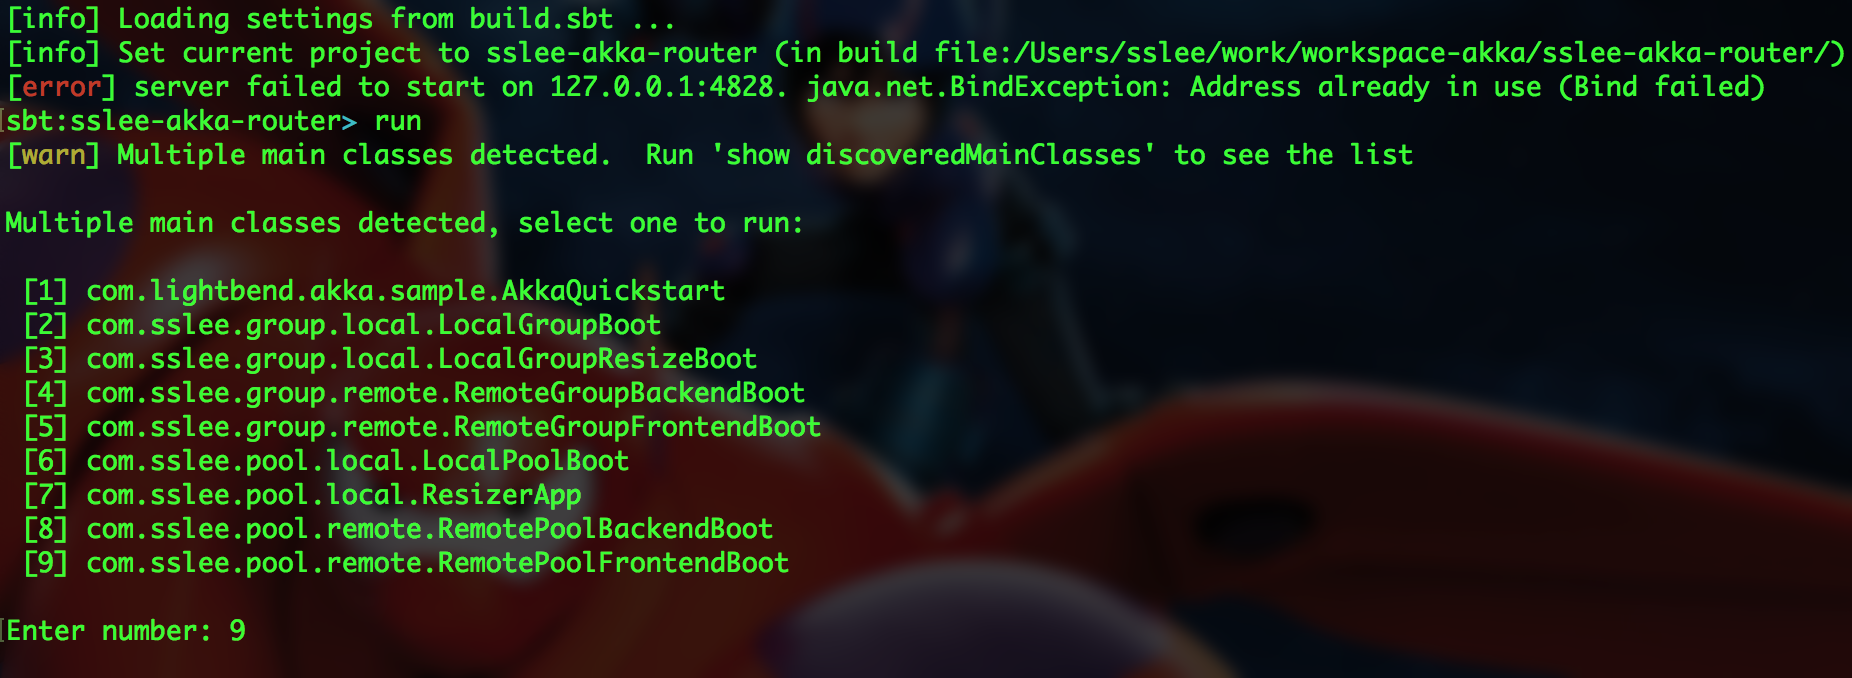 [info] Loading settings from build.sbt ...
[info] Set current project to sslee-akka-router (in build file:/Users/sslee/work/workspace-akka/sslee-akka-router/)
[error] server failed to start on 127.0.0.1:4828. java.net.BindException: Address already in use (Bind failed)
sbt:sslee-akka-router> run
[warn] Multiple main classes detected.  Run 'show discoveredMainClasses' to see the list
Multiple main classes detected, select one to run:
[1] com.lightbend.akka.sample.AkkaQuickstart
[2] com.sslee.group.local.LocalGroupBoot
[3] com.sslee.group.local.LocalGroupResizeBoot
[4] com.sslee.group.remote.RemoteGroupBackendBoot
[5] com.sslee.group.remote.RemoteGroupFrontendBoot
[6] com.sslee.pool.local.LocalPoolBoot
[7] com.sslee.pool.local.ResizerApp
[8] com.sslee.pool.remote.RemotePoolBackendBoot
[9] com.sslee.pool.remote.RemotePoolFrontendBoot
Enter number: 9